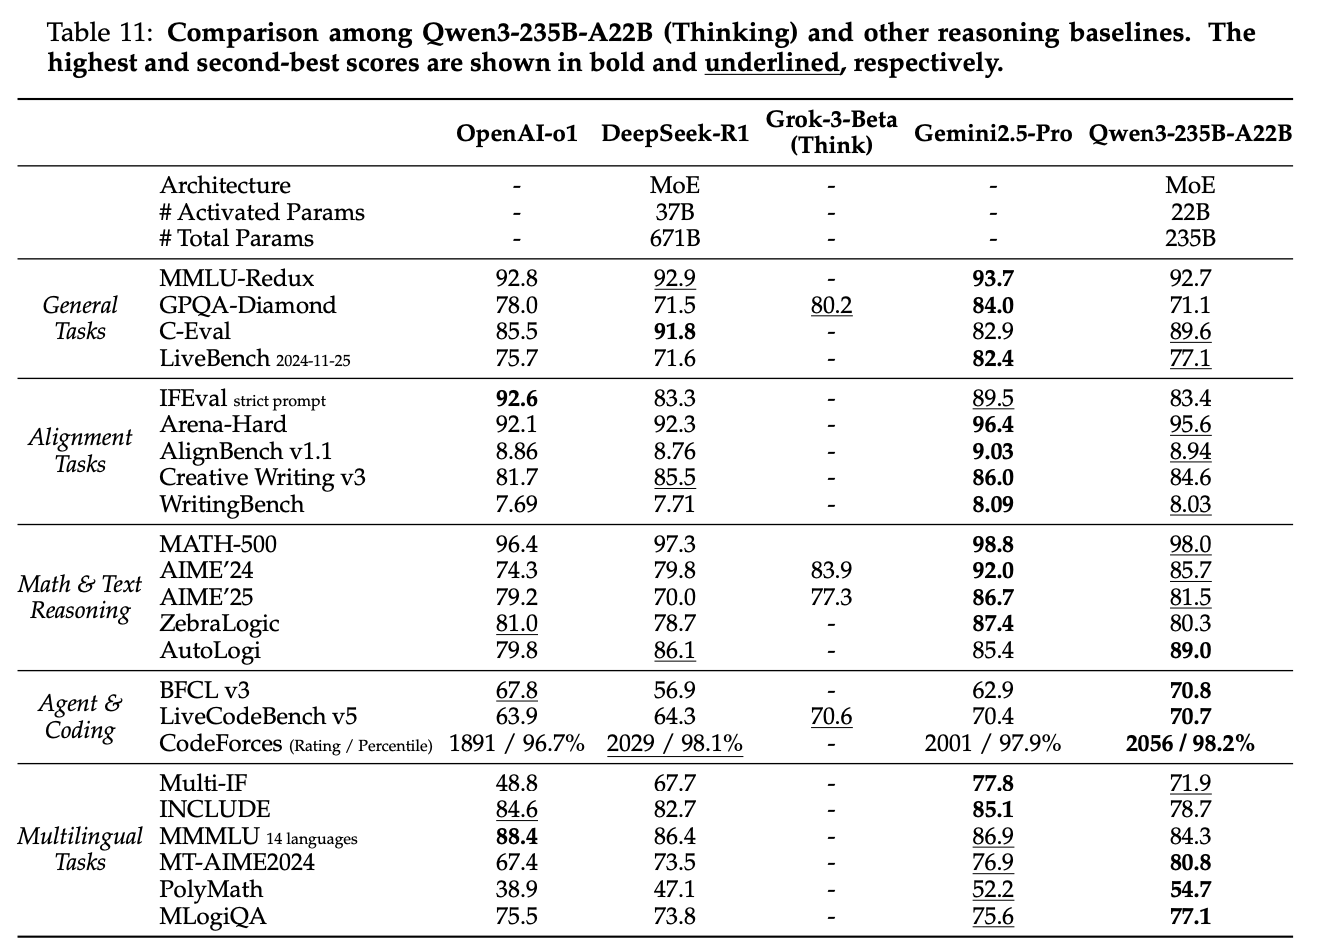 Table 11: Comparison among Qwen3-235B-A22B (Thinking) and other reasoning baselines. The
highest and second-best scores are shown in bold and underlined, respectively.
OpenAI-o1 DeepSeek-R1 Grok-3-Beta (Think) Gemini2.5-Pro Qwen3-235B-A22B
Architecture - MoE - - MoE
# Activated Params - 37B - - 22B
# Total Params - 671B - - 235B
General Tasks
MMLU-Redux 92.8 92.9 - 93.7 92.7
GPQA-Diamond 78.0 71.5 80.2 84.0 71.1
C-Eval 85.5 91.8 - 82.9 89.6
LiveBench 2024-11-25 75.7 71.6 - 82.4 77.1
Alignment Tasks
IFEval strict prompt 92.6 83.3 - 89.5 83.4
Arena-Hard 92.1 92.3 - 96.4 95.6
AlignBench v1.1 8.86 8.76 - 9.03 8.94
Creative Writing v3 81.7 85.5 - 86.0 84.6
WritingBench 7.69 7.71 - 8.09 8.03
Math & Text Reasoning
MATH-500 96.4 97.3 98.8 98.0
AIME’24 74.3 79.8 83.9 92.0 85.7
AIME’25 79.2 70.0 77.3 86.7 81.5
ZebraLogic 81.0 78.7 - 87.4 80.3
AutoLogi 79.8 86.1 - 85.4 89.0
Agent & Coding
BFCL v3 67.8 56.9 - 62.9 70.8
LiveCodeBench v5 63.9 64.3 70.6 70.4 70.7
CodeForces (Rating / Percentile) 1891 / 96.7% 2029 / 98.1% - 2001 / 97.9% 2056 / 98.2%
Multilingual Tasks
Multi-IF 48.8 67.7 - 77.8 71.9
INCLUDE 84.6 82.7 - 85.1 78.7
MMMLU 14 languages 88.4 86.4 - 86.9 84.3
MT-AIME2024 67.4 73.5 - 76.9 80.8
PolyMath 38.9 47.1 - 52.2 54.7
MLogiQA 75.5 73.8 - 75.6 77.1